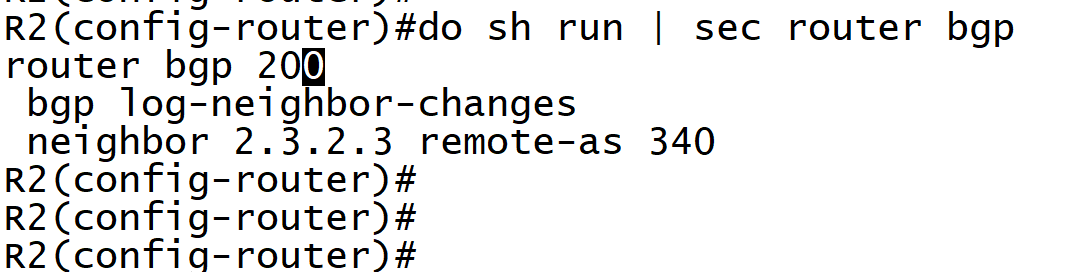 R2(config-router)#do sh run | sec router bgp
router bgp 200
 bgp log-neighbor-changes
 neighbor 2.3.2.3 remote-as 340
R2(config-router)#
R2(config-router)#
R2(config-router)#